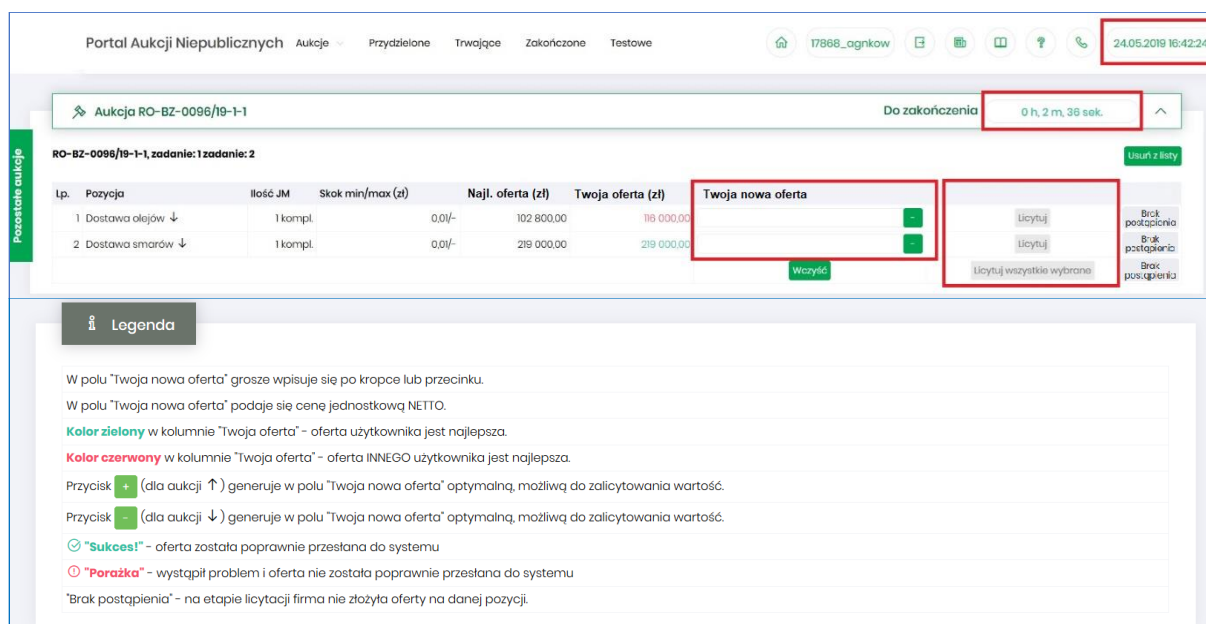 Portal Aukcji Niepublicznych Aukcje Przydzielone Trwające Zakończone Testowe 17868_agnkow 24.05.2019 16:42:24
Aukcja RO-BZ-0096/19-1-1 Do zakończenia 0 h, 2 m, 36 sek.
Pozostałe aukcje
RO-BZ-0096/19-1-1, zadanie: 1 zadanie: 2 Usuń z listy
Lp. Pozycja Ilość JM Skok min/max (zł) Najl. oferta (zł) Twoja oferta (zł) Twoja nowa oferta
1 Dostawa olejów ↓ 1 kompl. 0,01/- 102 800,00 116 000,00 - Licytuj Brak postąpienia
2 Dostawa smarów ↓ 1 kompl. 0,01/- 219 000,00 219 000,00 - Licytuj Brak postąpienia
Wczyść Licytuj wszystkie wybrane Brak postąpienia
Legenda
W polu "Twoja nowa oferta" grosze wpisuje się po kropce lub przecinku.
W polu "Twoja nowa oferta" podaje się cenę jednostkową NETTO.
Kolor zielony w kolumnie "Twoja oferta" - oferta użytkownika jest najlepsza.
Kolor czerwony w kolumnie "Twoja oferta" - oferta INNEGO użytkownika jest najlepsza.
Przycisk + (dla aukcji ↑) generuje w polu "Twoja nowa oferta" optymalną, możliwą do zalicytowania wartość.
Przycisk - (dla aukcji ↓) generuje w polu "Twoja nowa oferta" optymalną, możliwą do zalicytowania wartość.
"Sukces!" - oferta została poprawnie przesłana do systemu
"Porażka" - wystąpił problem i oferta nie została poprawnie przesłana do systemu
"Brak postąpienia" - na etapie licytacji firma nie złożyła oferty na danej pozycji.